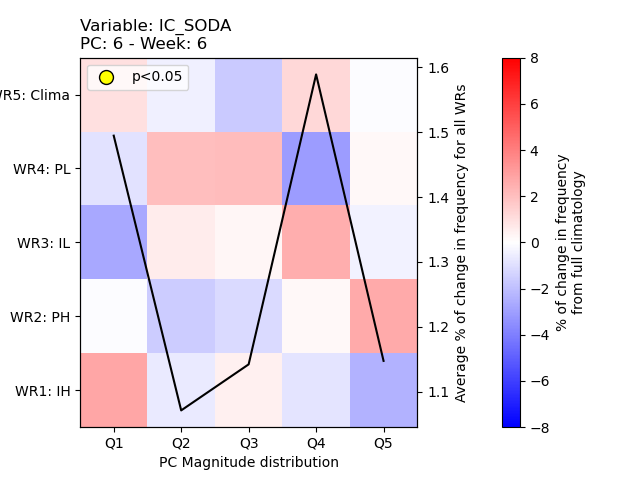 Variable: IC_SODA
PC: 6 - Week: 6
p<0.05
R5: Clima
WR4: PL
WR3: IL
WR2: PH
WR1: IH
Q1 Q2 Q3 Q4 Q5
PC Magnitude distribution
1.6
1.5
1.4
1.3
1.2
1.1
Average % of change in frequency for all WRs
8
6
4
2
0
−2
−4
−6
−8
% of change in frequency
from full climatology